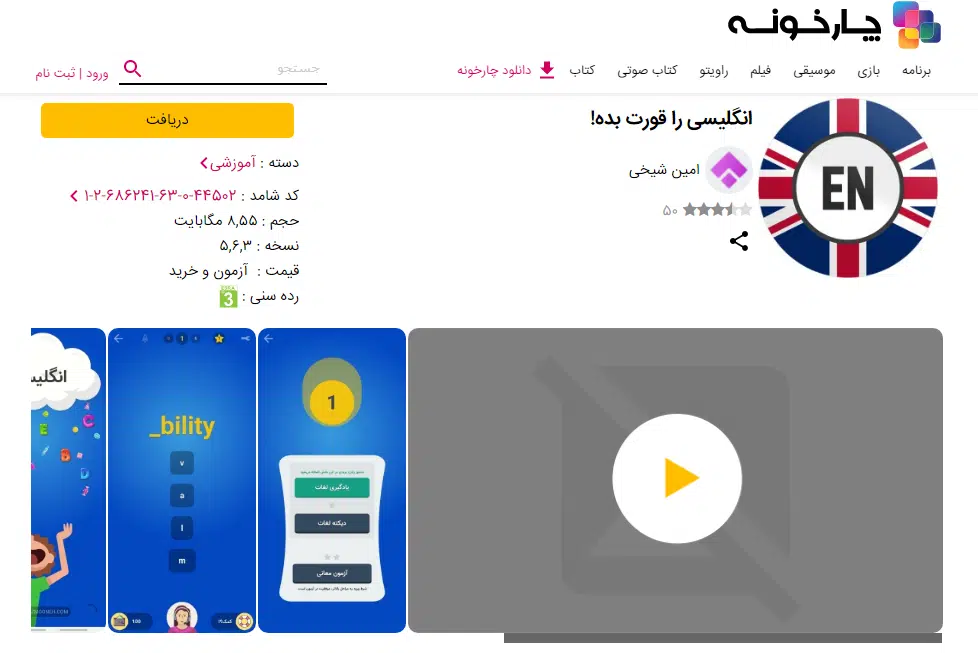 چارخونه
برنامه
بازی
موسیقی
فیلم
راویتو
کتاب صوتی
کتاب
دانلود چارخونه
جستجو
ورود | ثبت نام
انگلیسی را قورت بده!
امین شیخی
۵۰
EN
دریافت
دسته : آموزشی
کد شامد : ۱-۲-۶۸۶۲۴۱-۶۳-۰-۴۴۵۰۲
حجم : ۸,۵۵ مگابایت
نسخه : ۵,۶,۳
قیمت : آزمون و خرید
رده سنی : 3
1
یادگیری لغات
دیکته لغات
آزمون معانی
1
_bility
v
a
l
m
100
کمک!؟
انگلیس